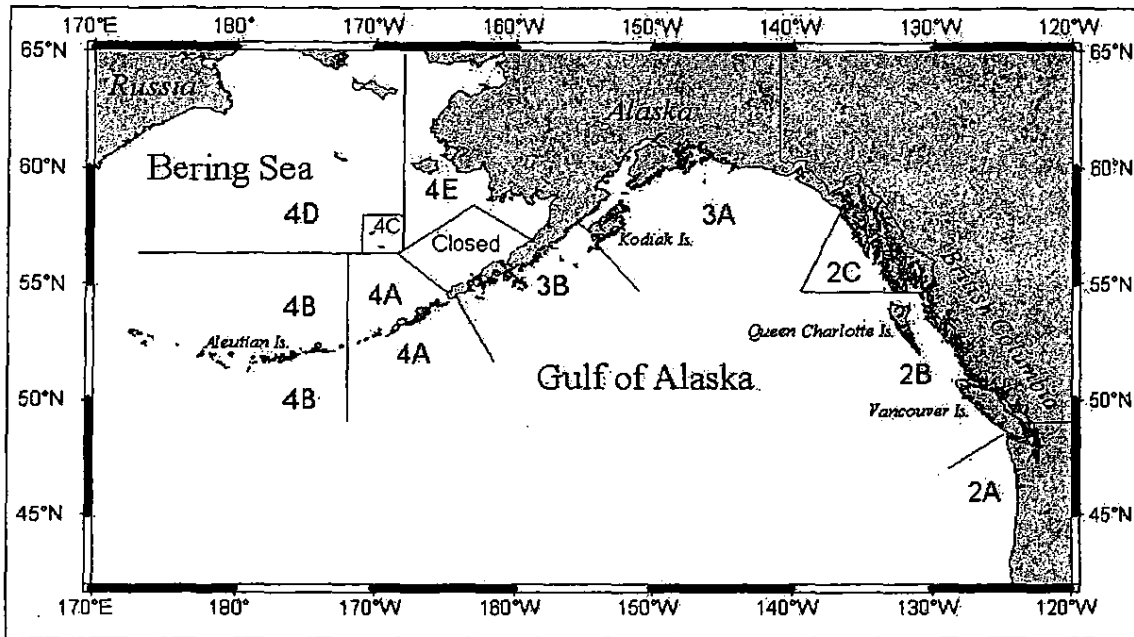 170°E 180° 170°W 160°W 150°W 140°W 130°W 120°W
65°N 65°N
Russia Alaska
60°N 60°N
Bering Sea 4E
4D 3A
4C
Closed Kodiak Is.
55°N 3B 2C 55°N
4B 4A British Columbia
Aleutian Is. Queen Charlotte Is.
4A
Gulf of Alaska 2B
50°N 4B Vancouver Is. 50°N
2A
45°N 45°N
170°E 180° 170°W 160°W 150°W 140°W 130°W 120°W